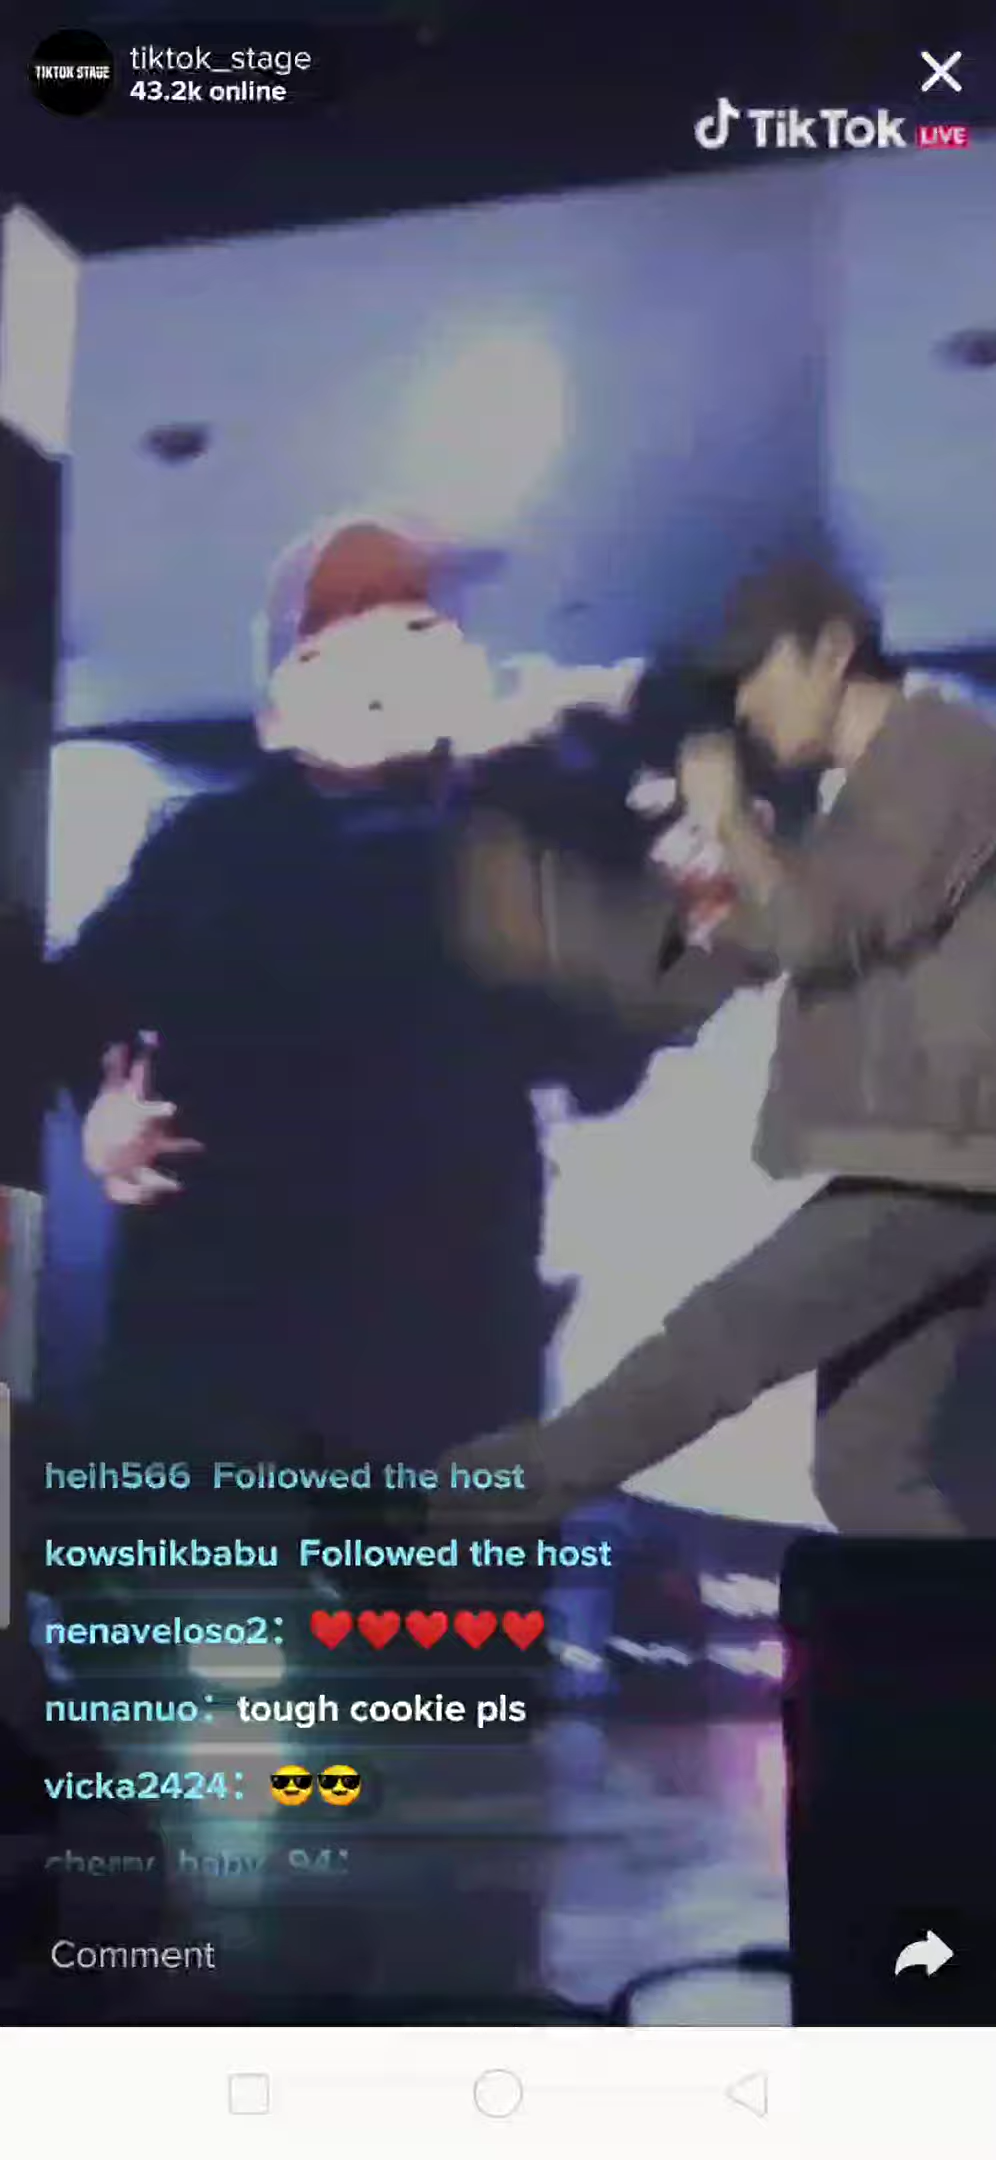 TIKTOK STAGE
tiktok_stage
43.2k online
TikTok LIVE
heih566 Followed the host
kowshikbabu Followed the host
nenaveloso2: ❤️❤️❤️❤️❤️
nunanuo: tough cookie pls
vicka2424: 😎😎
cherry_baby_94:
Comment